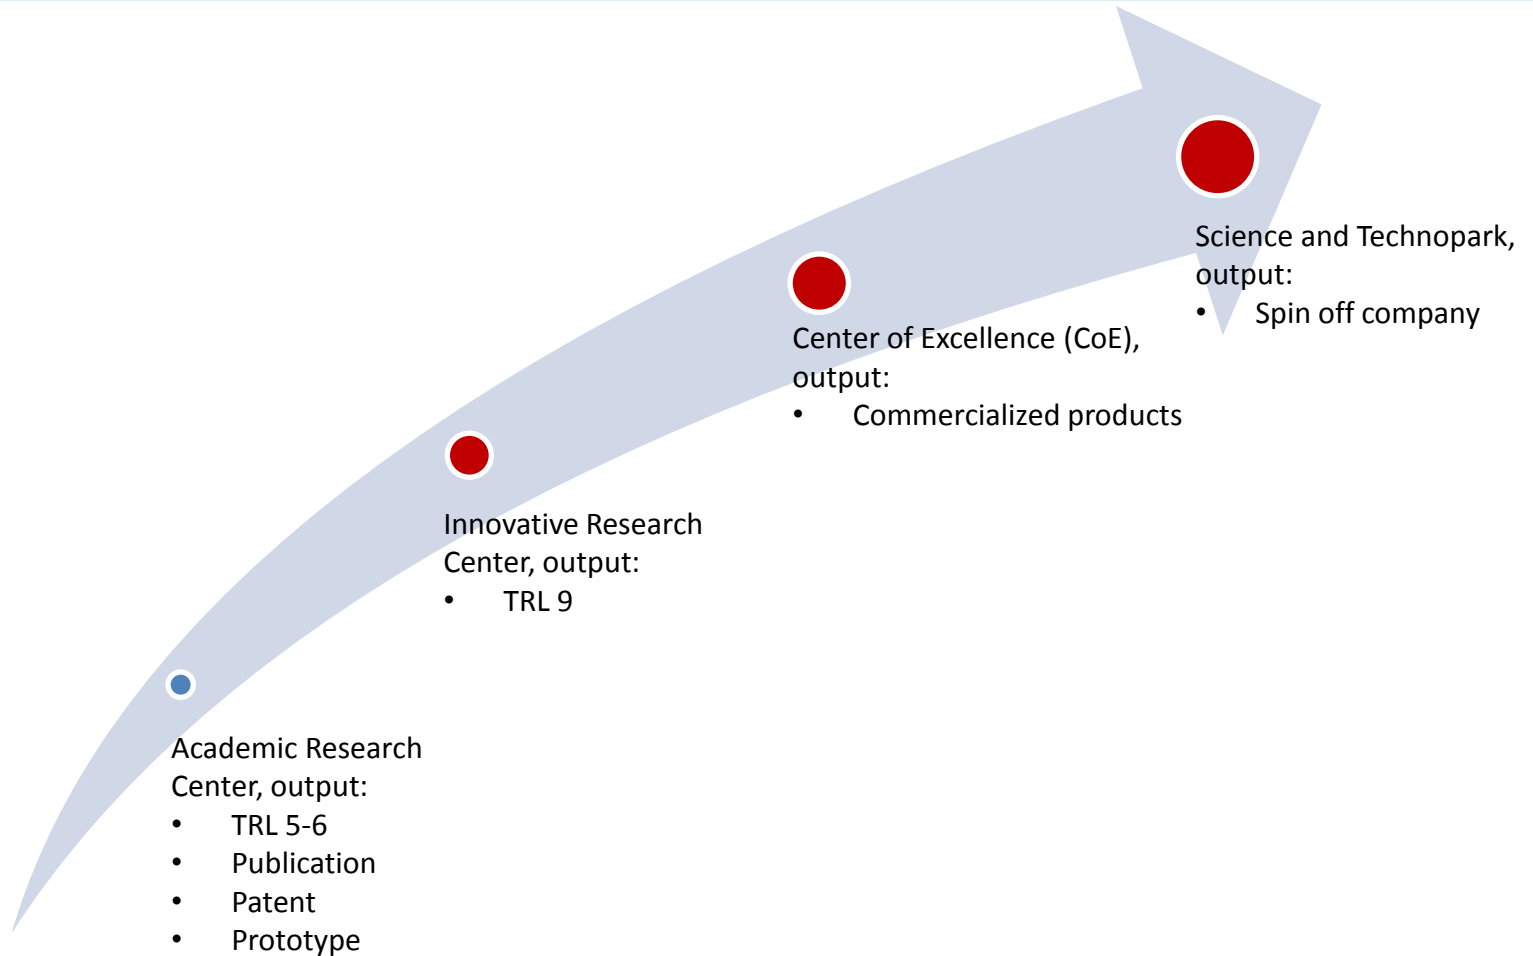 Science and Technopark,
output:
• Spin off company
Center of Excellence (CoE),
output:
• Commercialized products
Innovative Research
Center, output:
• TRL 9
Academic Research
Center, output:
• TRL 5-6
• Publication
• Patent
• Prototype